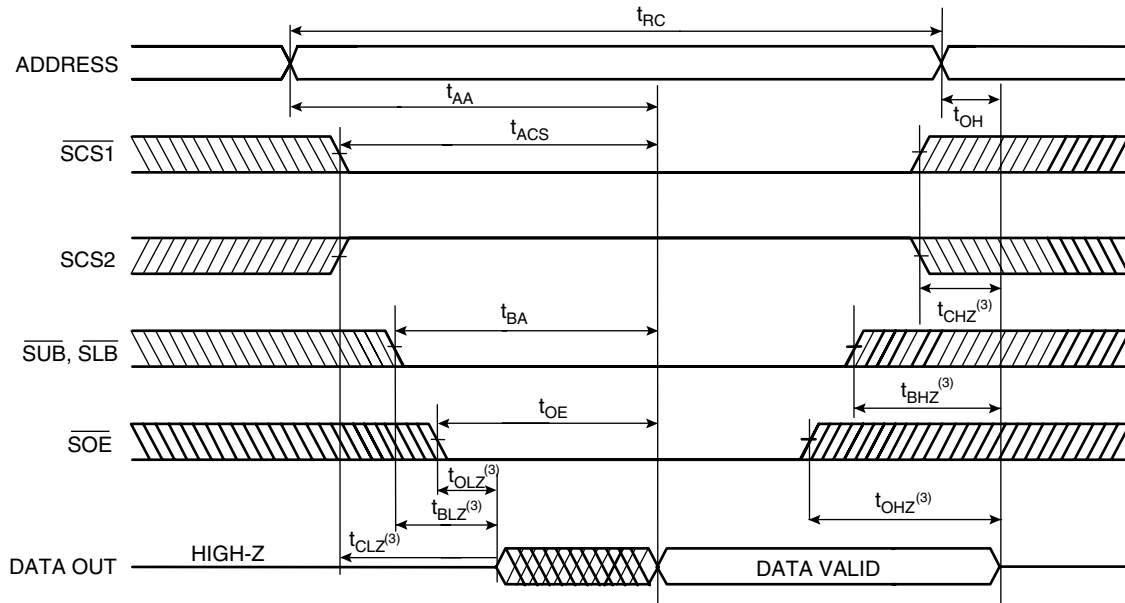 tRC
ADDRESS
tAA
tOH
tACS
SCS1
SCS2
tCHZ(3)
tBA
SUB, SLB
tBHZ(3)
tOE
SOE
tOLZ(3)
tOHZ(3)
tBLZ(3)
tCLZ(3)
HIGH-Z
DATA OUT
DATA VALID